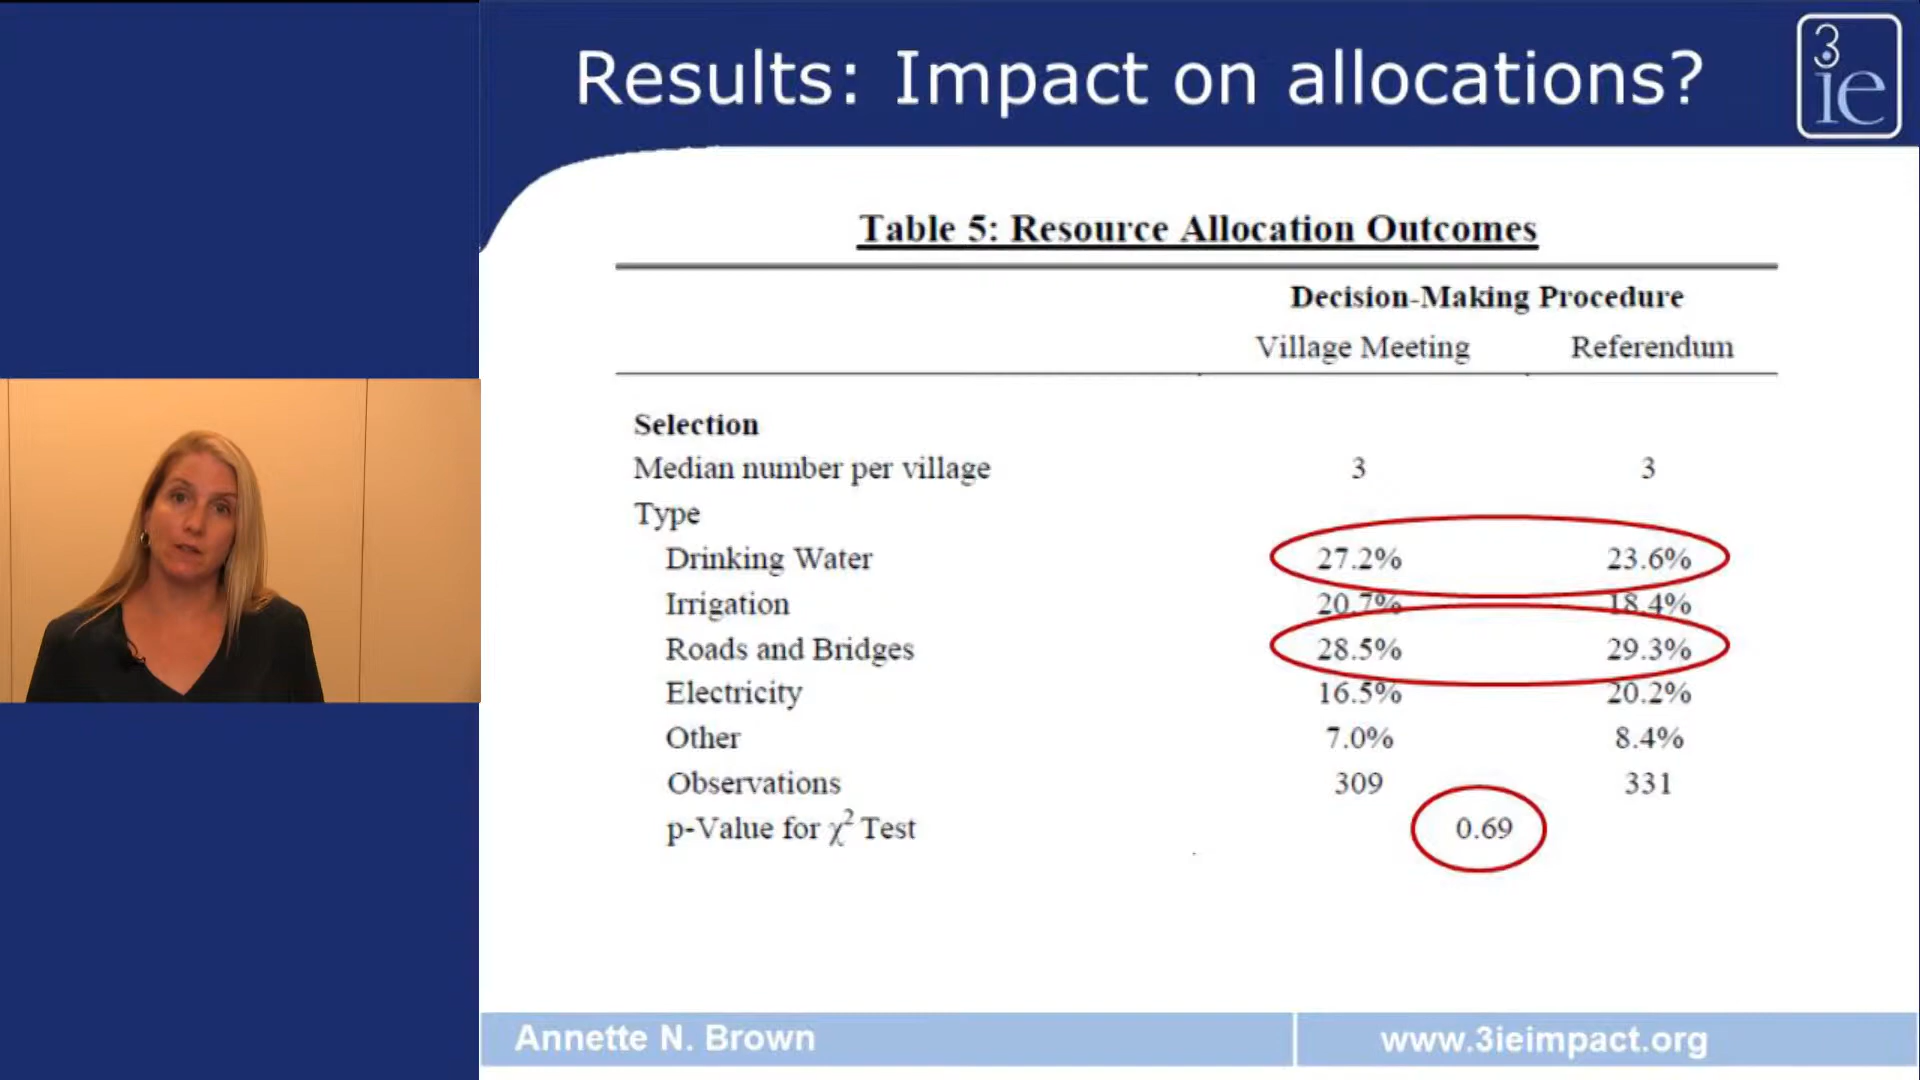 Results: Impact on allocations?
3ie
Table 5: Resource Allocation Outcomes
Decision-Making Procedure
Village Meeting Referendum
Selection
Median number per village 3 3
Type
Drinking Water 27.2% 23.6%
Irrigation 20.7% 18.4%
Roads and Bridges 28.5% 29.3%
Electricity 16.5% 20.2%
Other 7.0% 8.4%
Observations 309 331
p-Value for χ² Test 0.69
Annette N. Brown www.3ieimpact.org